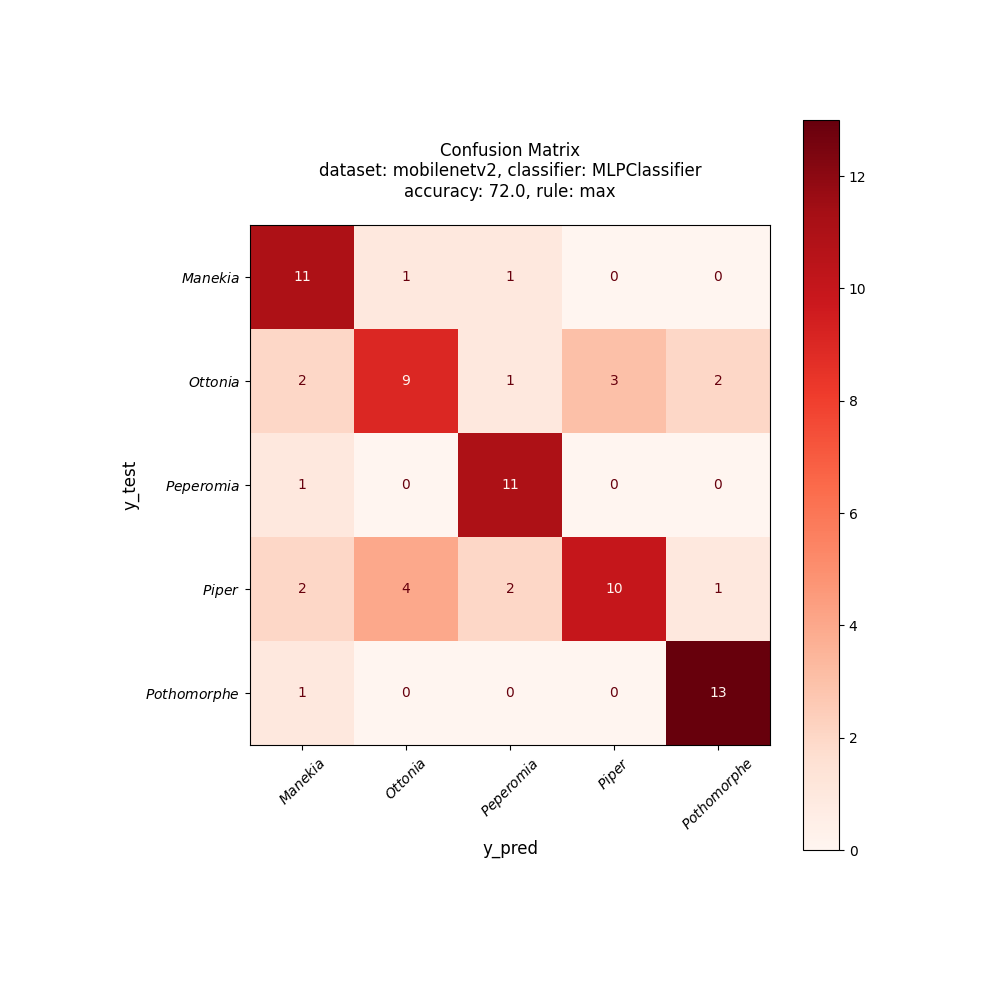 Confusion Matrix
dataset: mobilenetv2, classifier: MLPClassifier
accuracy: 72.0, rule: max
Manekia 11 1 1 0 0
Ottonia 2 9 1 3 2
Peperomia 1 0 11 0 0
Piper 2 4 2 10 1
Pothomorphe 1 0 0 0 13
Manekia Ottonia Peperomia Piper Pothomorphe
y_pred
y_test
12
10
8
6
4
2
0